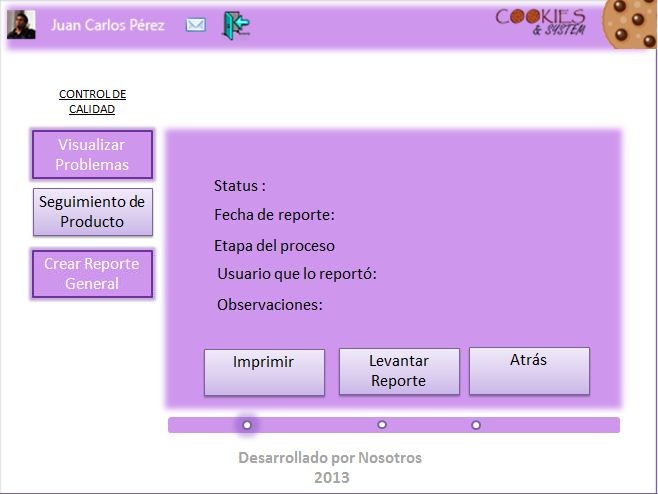 Juan Carlos Pérez
COOKIES
& SYSTEM
CONTROL DE
CALIDAD
Visualizar
Problemas
Seguimiento de
Producto
Crear Reporte
General
Status :
Fecha de reporte:
Etapa del proceso
Usuario que lo reportó:
Observaciones:
Imprimir
Levantar
Reporte
Atrás
Desarrollado por Nosotros
2013